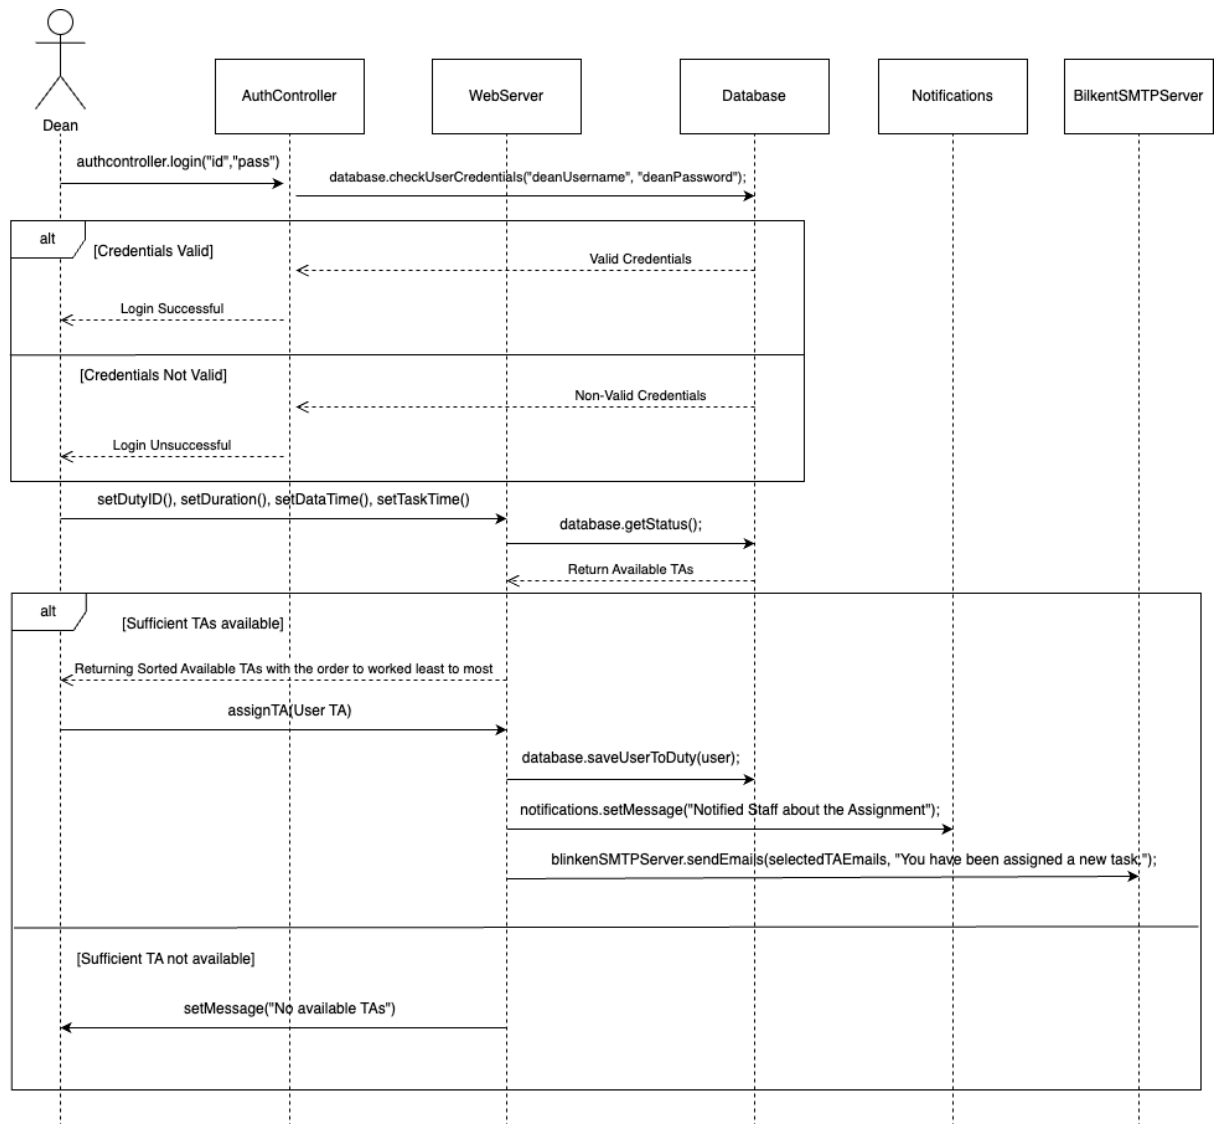 Dean
AuthController
WebServer
Database
Notifications
BilkentSMTPServer
authcontroller.login("id","pass")
database.checkUserCredentials("deanUsername", "deanPassword");
alt
[Credentials Valid]
Valid Credentials
Login Successful
[Credentials Not Valid]
Non-Valid Credentials
Login Unsuccessful
setDutyID(), setDuration(), setDataTime(), setTaskTime()
database.getStatus();
Return Available TAs
alt
[Sufficient TAs available]
Returning Sorted Available TAs with the order to worked least to most
assignTA(User TA)
database.saveUserToDuty(user);
notifications.setMessage("Notified Staff about the Assignment");
blinkenSMTPServer.sendEmails(selectedTAEmails, "You have been assigned a new task.");
[Sufficient TA not available]
setMessage("No available TAs")